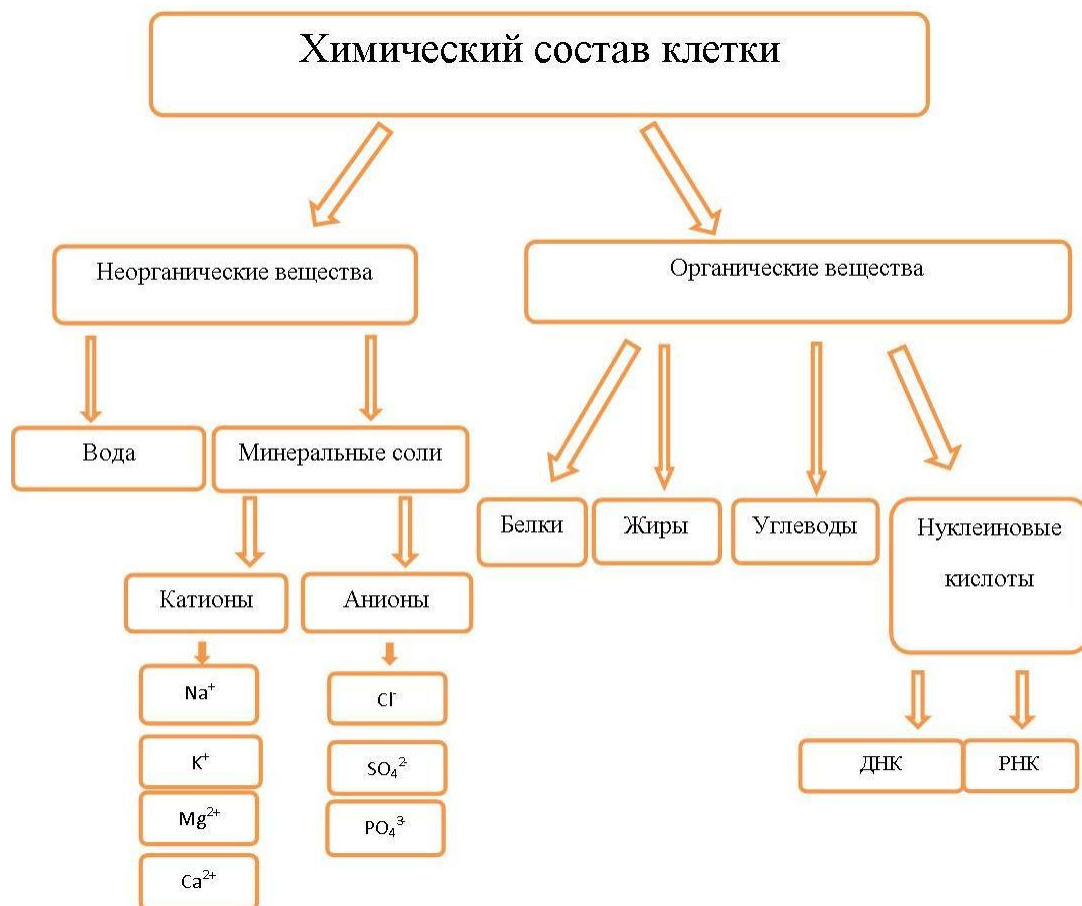 Химический состав клетки
Неорганические вещества
Органические вещества
Вода
Минеральные соли
Белки
Жиры
Углеводы
Нуклеиновые
кислоты
Катионы
Анионы
Na⁺
Cl⁻
K⁺
SO₄²⁻
Mg²⁺
PO₄³⁻
Ca²⁺
ДНК
РНК